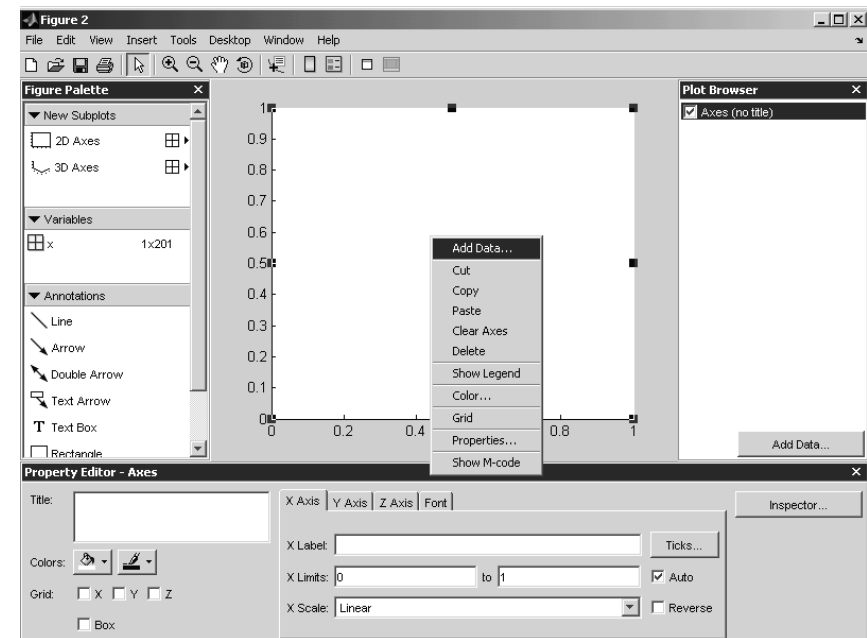 Figure 2
File Edit View Insert Tools Desktop Window Help
Figure Palette
New Subplots
2D Axes
3D Axes
Variables
x 1x201
Annotations
Line
Arrow
Double Arrow
Text Arrow
T Text Box
Rectangle
1
0.9
0.8
0.7
0.6
0.5
0.4
0.3
0.2
0.1
0
0 0.2 0.4 0.8 1
Add Data...
Cut
Copy
Paste
Clear Axes
Delete
Show Legend
Color...
Grid
Properties...
Show M-code
Plot Browser
Axes (no title)
Add Data...
Property Editor - Axes
Title:
Colors:
Grid: X Y Z
Box
X Axis Y Axis Z Axis Font
X Label:
Ticks...
X Limits: 0 to 1 Auto
X Scale: Linear Reverse
Inspector...